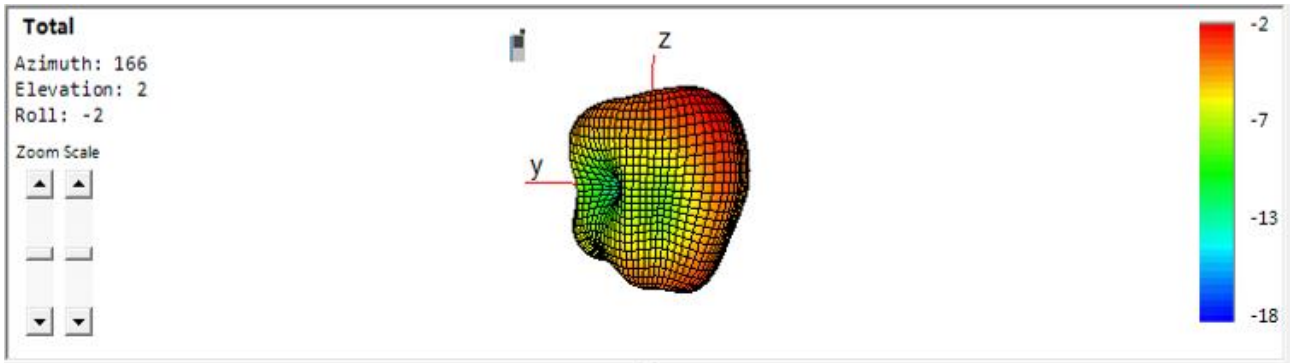 Total
Azimuth: 166
Elevation: 2
Roll: -2
Zoom Scale
z
y
-2
-7
-13
-18